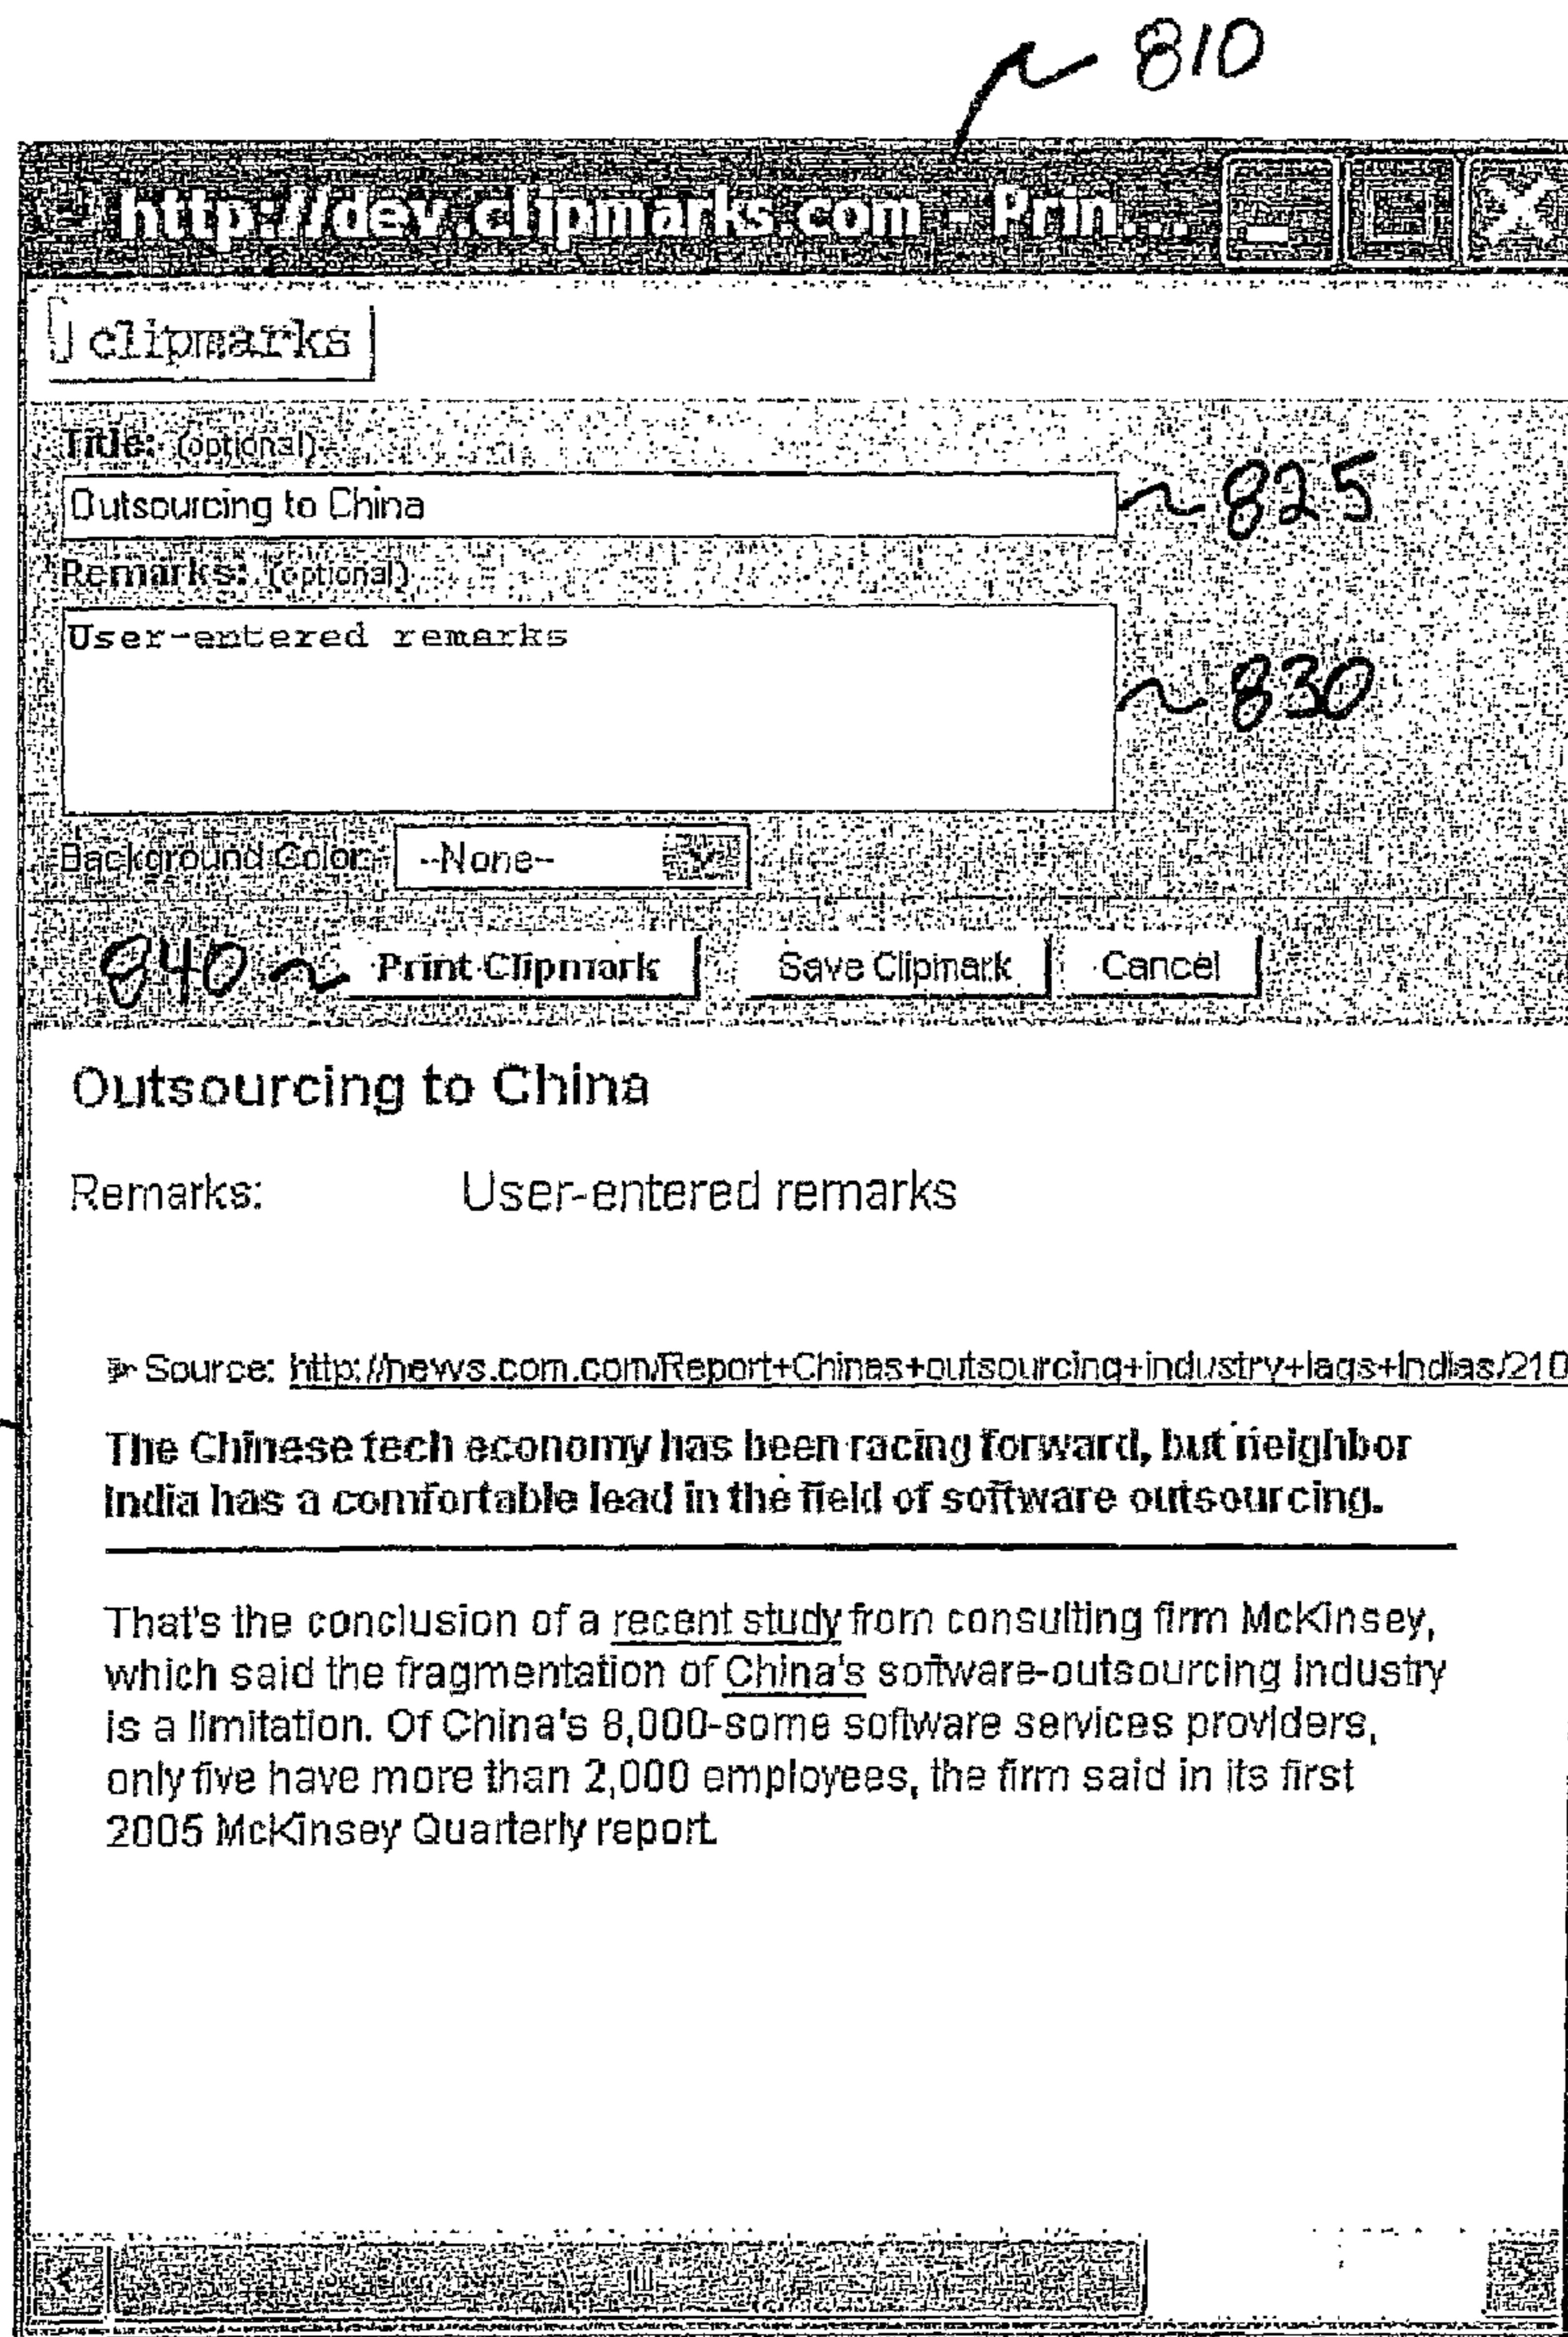 810
http://dev.clipmarks.com - Prin...
clipmarks
Title: (optional)
Outsourcing to China
825
Remarks: (optional)
User-entered remarks
830
Background Color: --None--
840 Print Clipmark Save Clipmark Cancel
Outsourcing to China
Remarks: User-entered remarks
Source: http://news.com.com/Report+Chinas+outsourcing+industry+lags+Indias/210
The Chinese tech economy has been racing forward, but neighbor
India has a comfortable lead in the field of software outsourcing.
That's the conclusion of a recent study from consulting firm McKinsey,
which said the fragmentation of China's software-outsourcing industry
is a limitation. Of China's 8,000-some software services providers,
only five have more than 2,000 employees, the firm said in its first
2005 McKinsey Quarterly report.